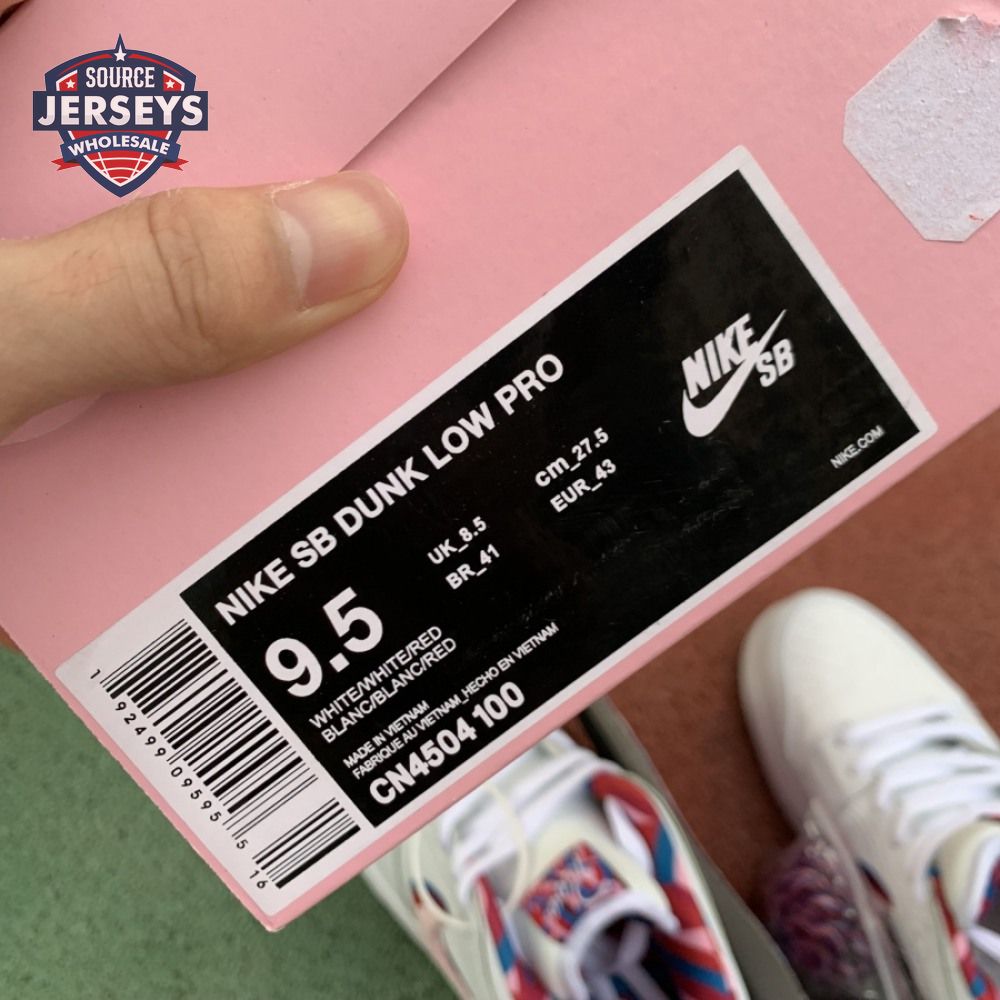 SOURCE
JERSEYS
WHOLESALE
NIKE SB DUNK LOW PRO
9.5
UK_8.5
BR_41
cm_27.5
EUR_43
NIKE
SB
NIKE.COM
WHITE/WHITE/RED
BLANC/BLANC/RED
MADE IN VIETNAM
FABRIQUE AU VIETNAM_HECHO EN VIETNAM
CN4504 100
1 92499 09595 5
16